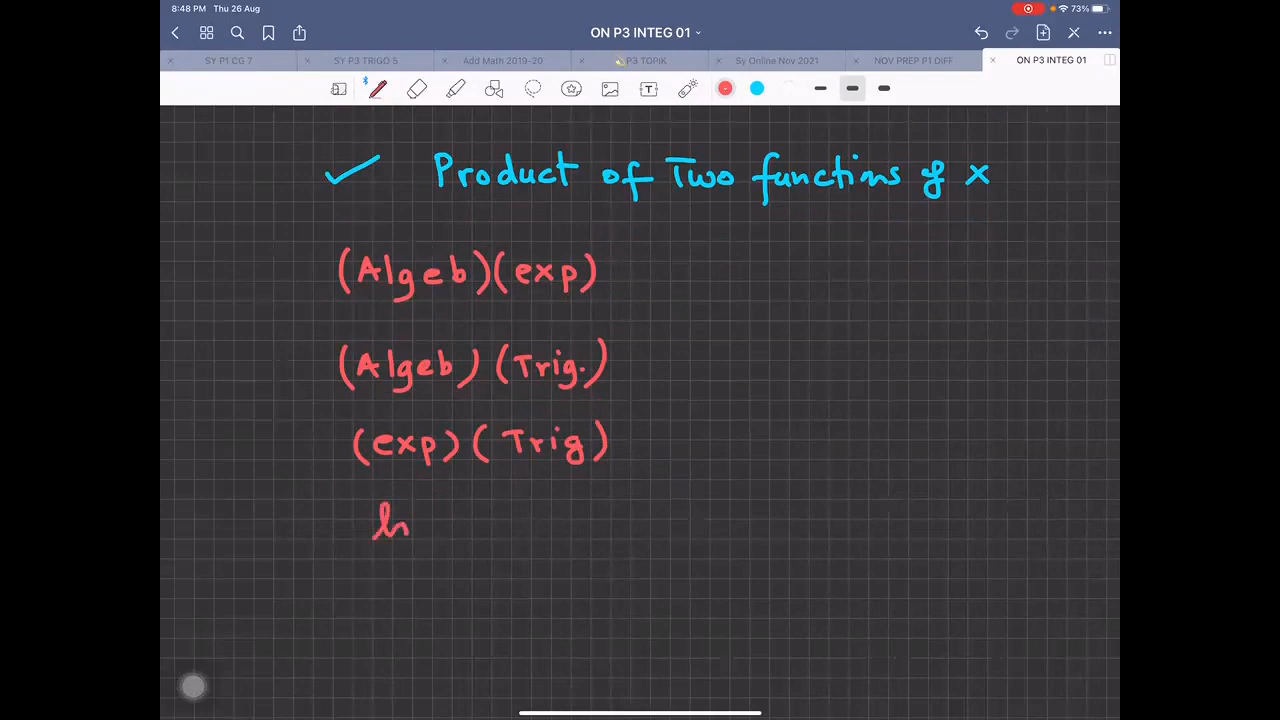 8:48 PM Thu 26 Aug 73%
ON P3 INTEG 01
SY P1 CG 7 SY P3 TRIGO 5 Add Math 2019-20 P3 TOPIK Sy Online Nov 2021 NOV PREP P1 DIFF ON P3 INTEG 01
✓ Product of Two functins of x
(Algeb)(exp)
(Algeb) (Trig.)
(exp) (Trig)
ln